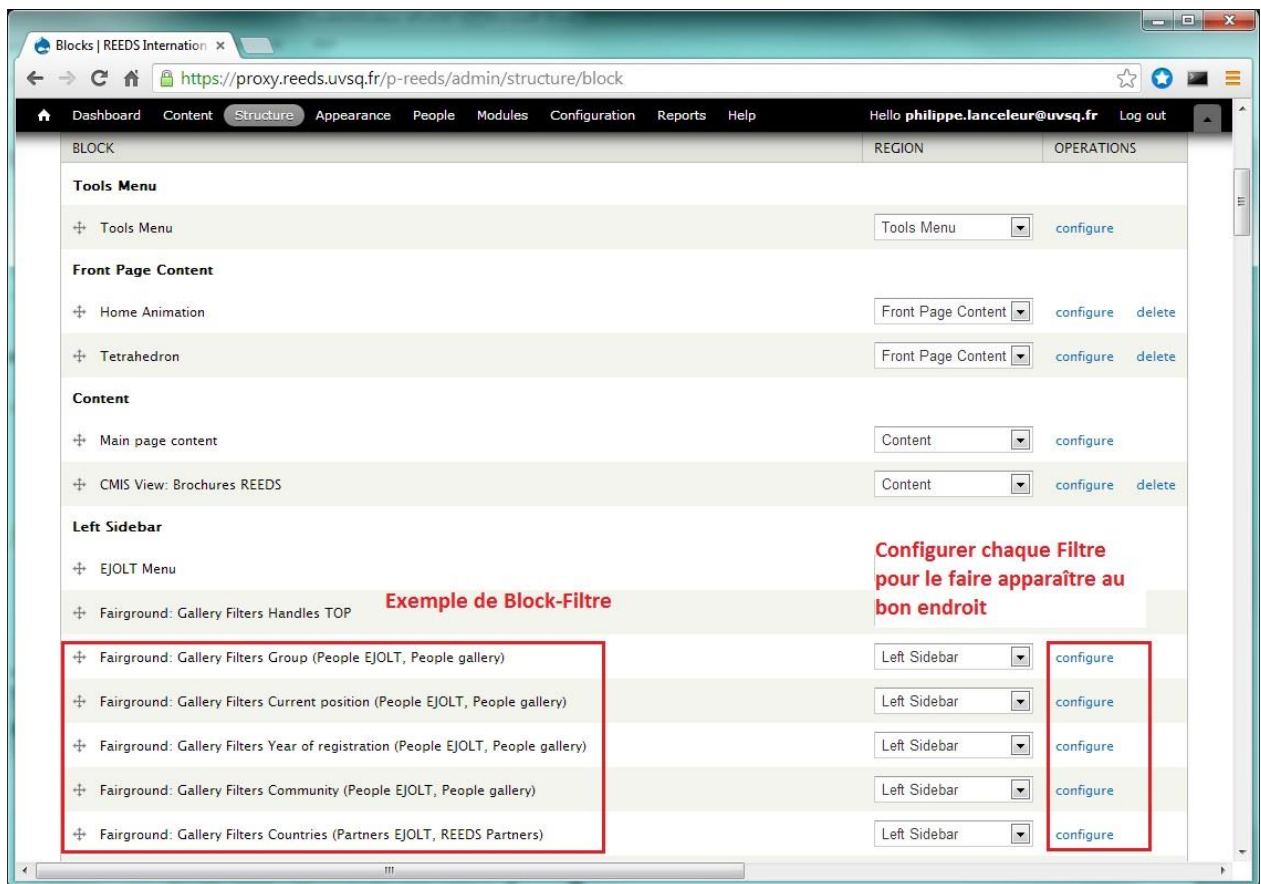 Blocks | REEDS Internation
https://proxy.reeds.uvsq.fr/p-reeds/admin/structure/block
Dashboard Content Structure Appearance People Modules Configuration Reports Help Hello philippe.lanceleur@uvsq.fr Log out
BLOCK REGION OPERATIONS
Tools Menu
Tools Menu Tools Menu configure
Front Page Content
Home Animation Front Page Content configure delete
Tetrahedron Front Page Content configure delete
Content
Main page content Content configure
CMIS View: Brochures REEDS Content configure delete
Left Sidebar
EJOLT Menu
Configurer chaque Filtre
pour le faire apparaître au
bon endroit
Exemple de Block-Filtre
Fairground: Gallery Filters Handles TOP
Fairground: Gallery Filters Group (People EJOLT, People gallery) Left Sidebar configure
Fairground: Gallery Filters Current position (People EJOLT, People gallery) Left Sidebar configure
Fairground: Gallery Filters Year of registration (People EJOLT, People gallery) Left Sidebar configure
Fairground: Gallery Filters Community (People EJOLT, People gallery) Left Sidebar configure
Fairground: Gallery Filters Countries (Partners EJOLT, REEDS Partners) Left Sidebar configure